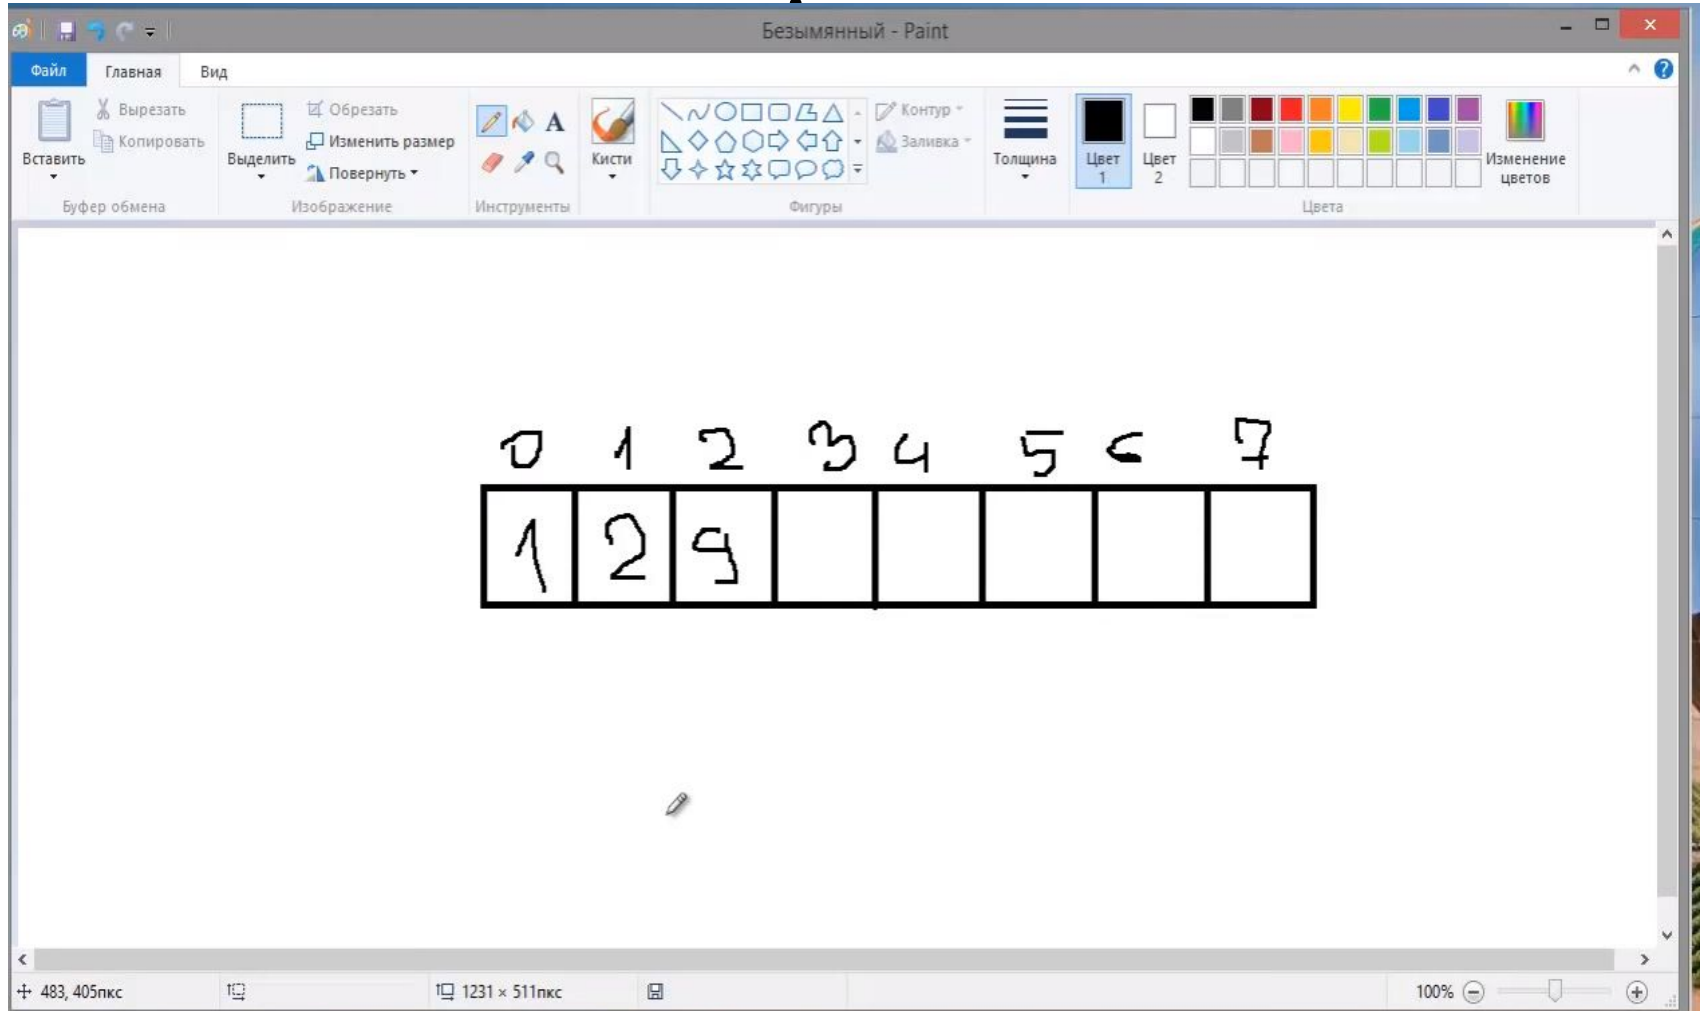 Безымянный - Paint
Файл Главная Вид
Вставить
Вырезать
Копировать
Буфер обмена
Выделить
Обрезать
Изменить размер
Повернуть
Изображение
A
Инструменты
Кисти
Контур
Заливка
Фигуры
Толщина
Цвет
1
Цвет
2
Изменение
цветов
Цвета
0 1 2 3 4 5 6 7
1 2 9
483, 405пкс 1231 × 511пкс 100%